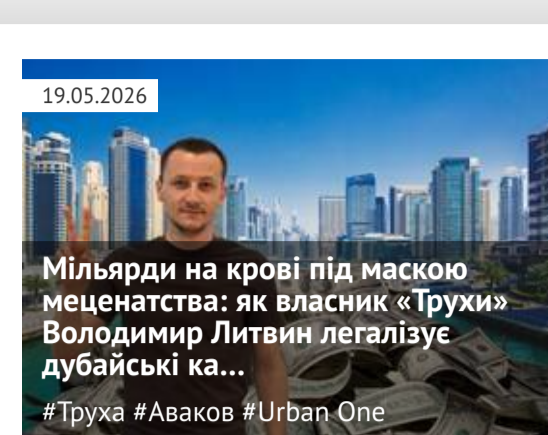 19.05.2026
Мільярди на крові під маскою
меценатства: як власник «Трухи»
Володимир Литвин легалізує
дубайські ка...
#Труха #Аваков #Urban One